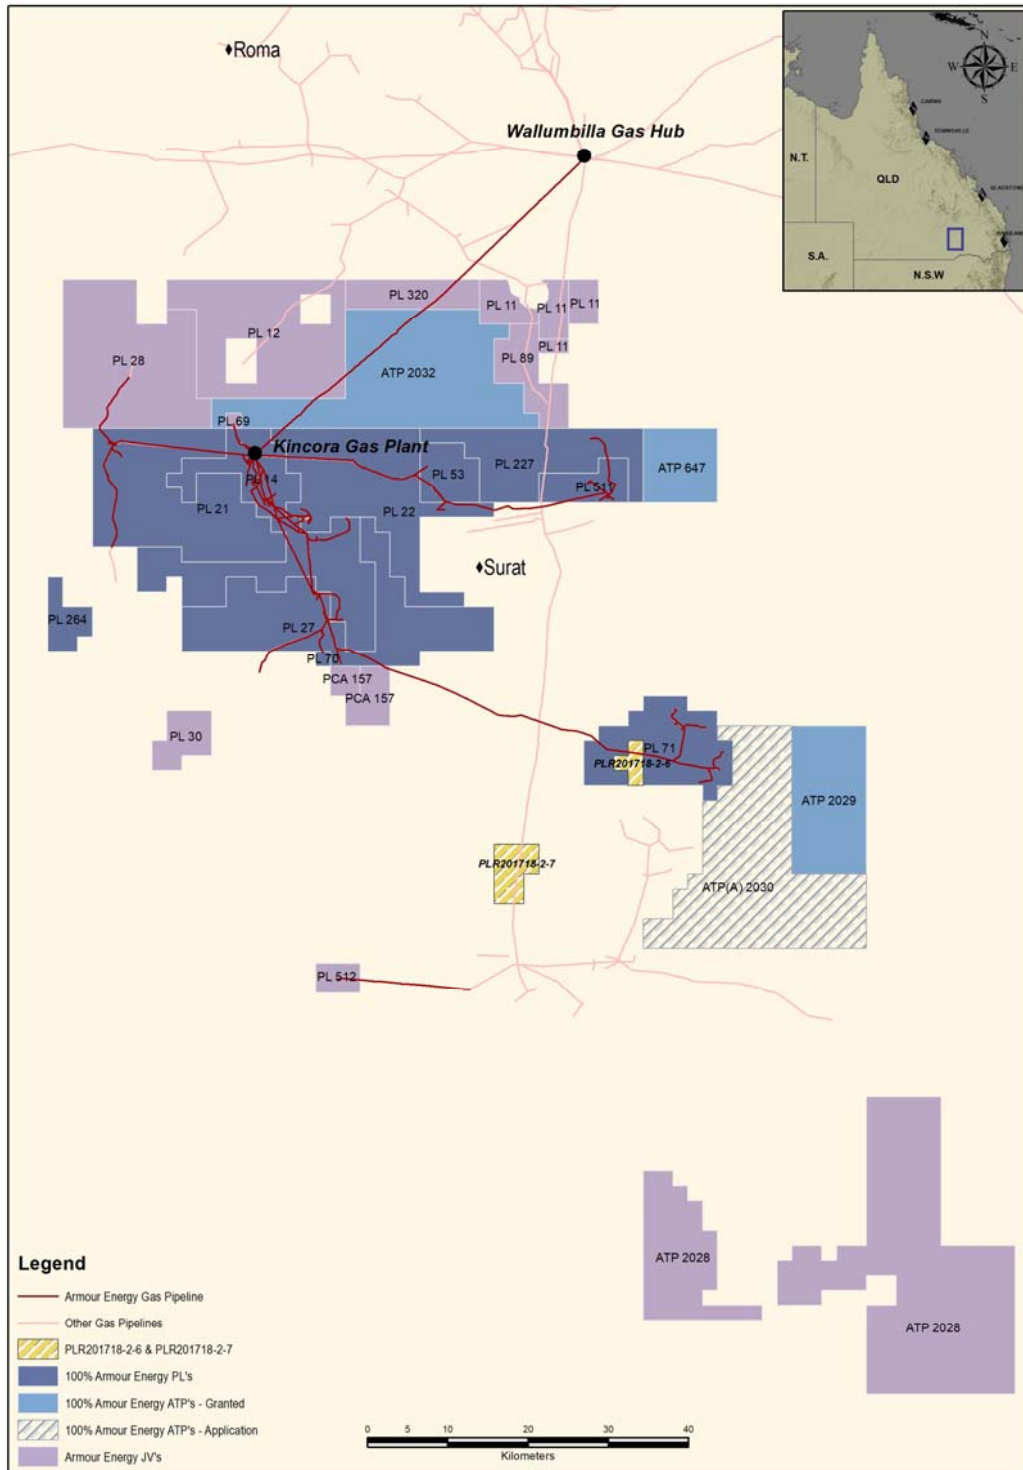 Roma
Wallumbilla Gas Hub
N
W
E
S
CAIRNS
TOWNSVILLE
GLADSTONE
N.T.
QLD
S.A.
N.S.W
PL 320
PL 11
PL 11
PL 11
PL 12
PL 11
PL 28
PL 89
ATP 2032
PL 69
Kincora Gas Plant
PL 227
PL 53
ATP 647
PL 14
PL 21
PL 22
PL 511
Surat
PL 264
PL 27
PL 70
PCA 157
PCA 157
PL 30
PL 71
PLR201718-2-6
ATP 2029
PLR201718-2-7
ATP(A) 2030
PL 512
ATP 2028
ATP 2028
Legend
Armour Energy Gas Pipeline
Other Gas Pipelines
PLR201718-2-6 & PLR201718-2-7
100% Armour Energy PL's
100% Amour Energy ATP's - Granted
100% Amour Energy ATP's - Application
Armour Energy JV's
0 10 20 30 40
Kilometers